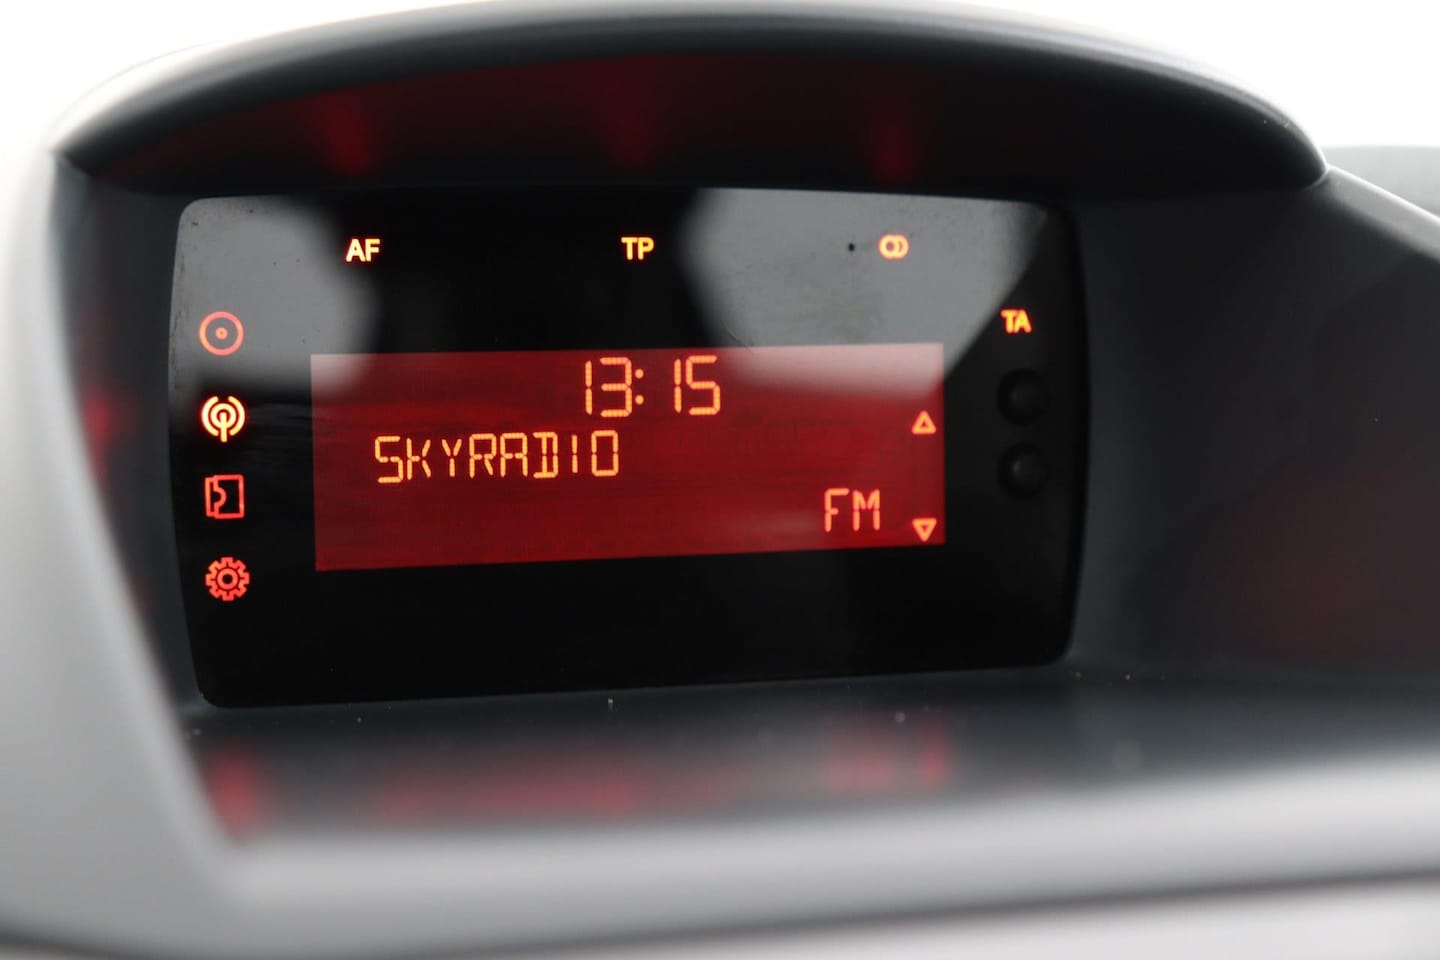 AF TP
TA
13:15
SKYRADIO
FM